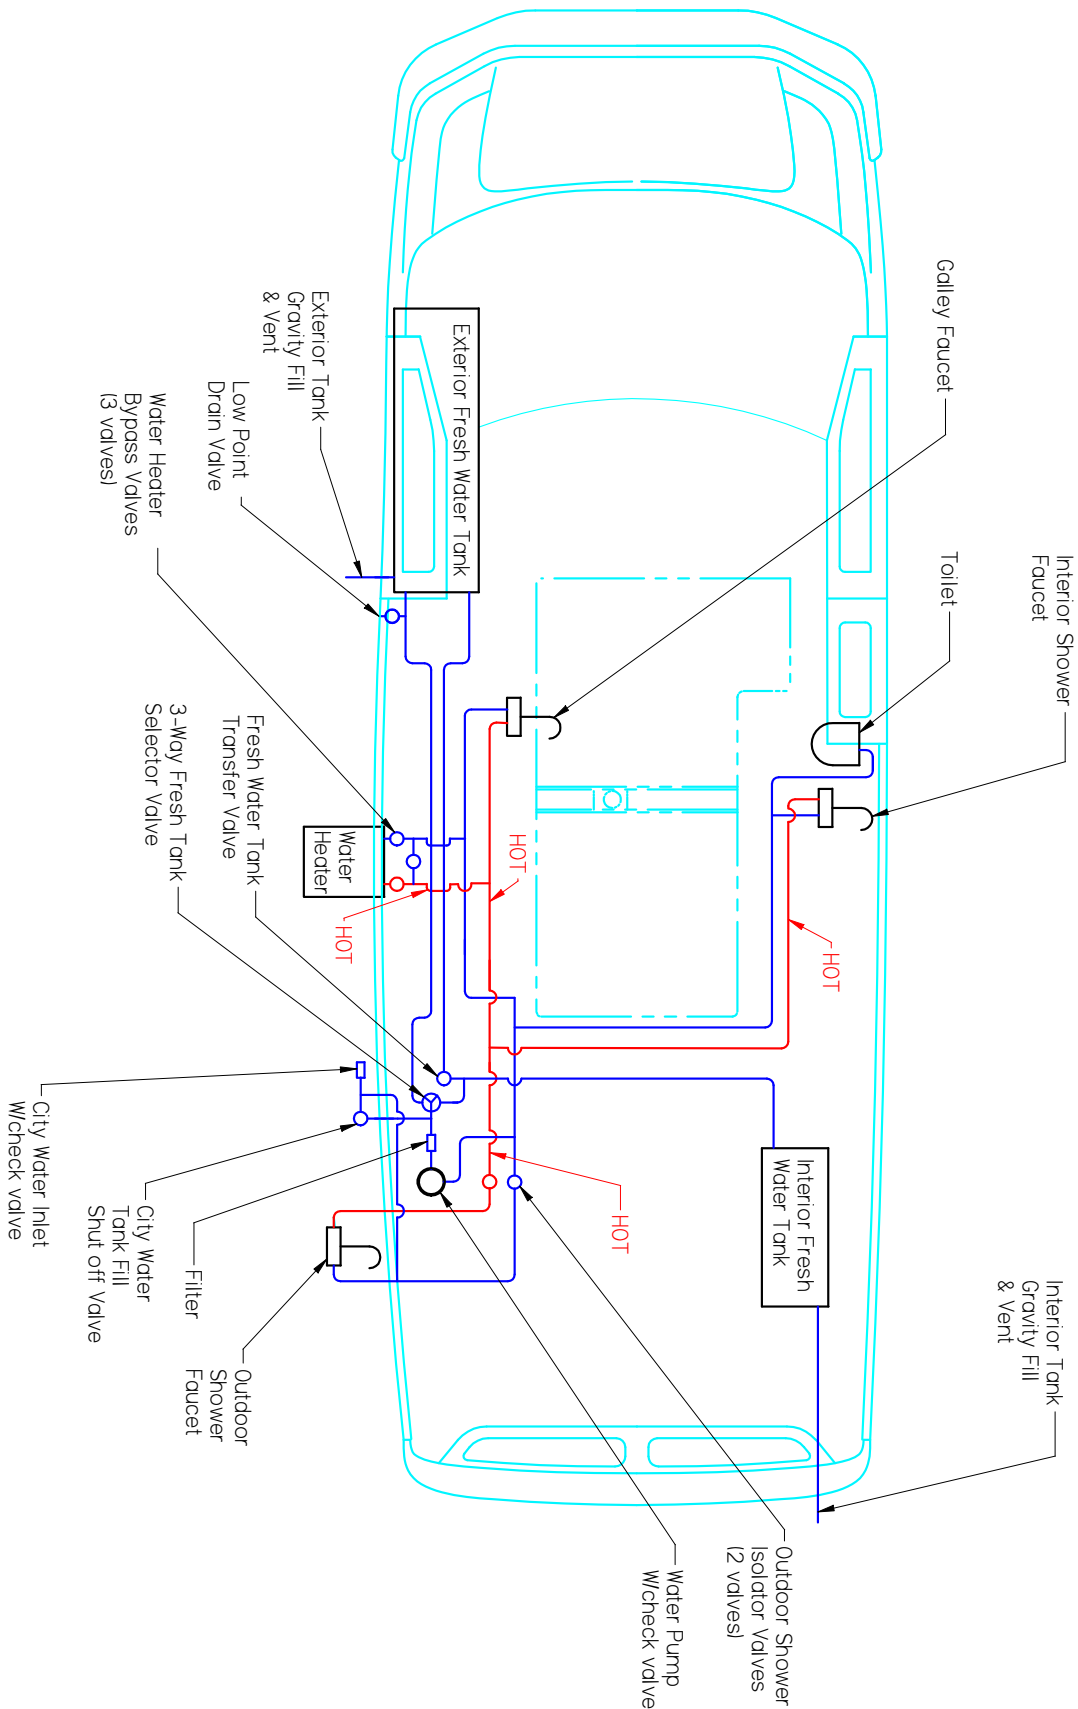 Interior Shower
Faucet
Toilet
Galley Faucet
Exterior Fresh Water Tank
Exterior Tank
Gravity Fill
& Vent
Low Point
Drain Valve
Water Heater
Bypass Valves
(3 valves)
Fresh Water Tank
Transfer Valve
3-Way Fresh Tank
Selector Valve
Water
Heater
HOT
HOT
HOT
HOT
Interior Fresh
Water Tank
Interior Tank
Gravity Fill
& Vent
City Water Inlet
W/check valve
City Water
Tank Fill
Shut off Valve
Filter
Outdoor
Shower
Faucet
Outdoor Shower
Isolator Valves
(2 valves)
Water Pump
W/check valve